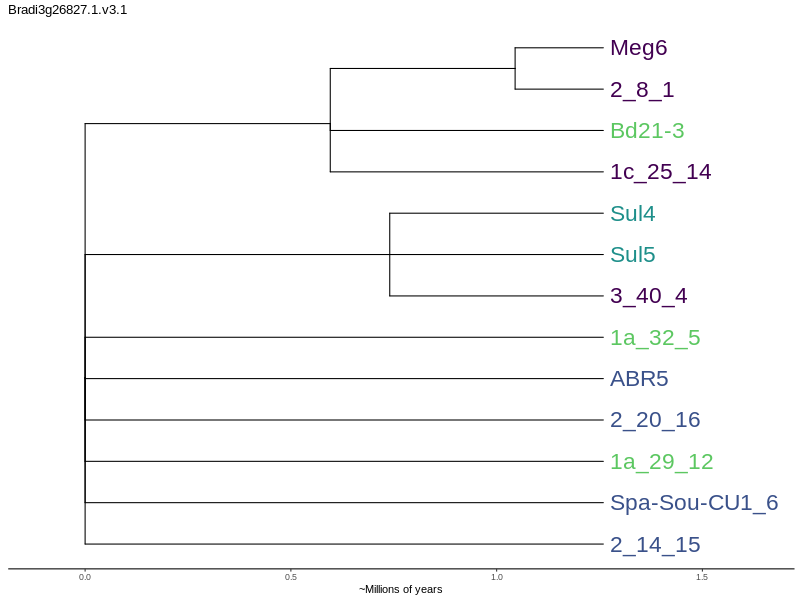 Bradi3g26827.1.v3.1
Meg6
2_8_1
Bd21-3
1c_25_14
Sul4
Sul5
3_40_4
1a_32_5
ABR5
2_20_16
1a_29_12
Spa-Sou-CU1_6
2_14_15
0.0 0.5 1.0 1.5
~Millions of years